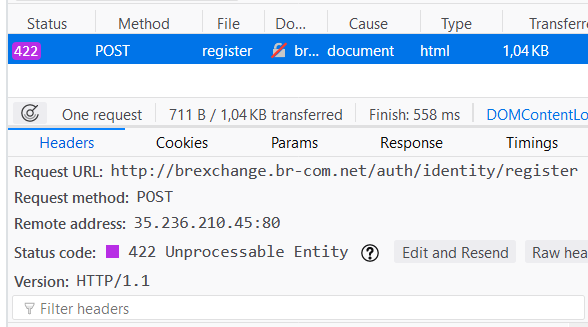 Status Method File Do... Cause Type Transferre
422 POST register br... document html 1,04 KB
One request 711 B / 1,04 KB transferred Finish: 558 ms DOMContentLo
Headers Cookies Params Response Timings
Request URL: http://brexchange.br-com.net/auth/identity/register
Request method: POST
Remote address: 35.236.210.45:80
Status code: 422 Unprocessable Entity ? Edit and Resend Raw hea
Version: HTTP/1.1
Filter headers